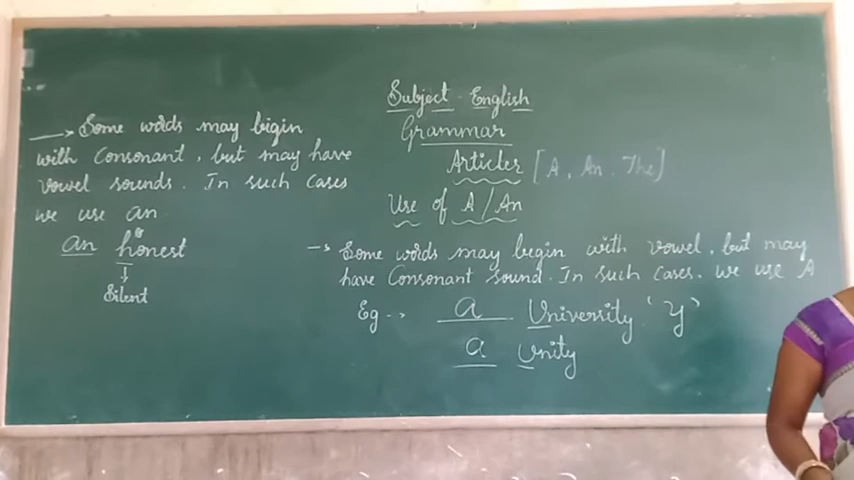 Subject - English
Grammar
Articles [A, An, The]
Use of A/An
→ Some words may begin with vowel, but may
have Consonant sound. In such cases. we use A
Eg → a University 'y'
a Unity
→ Some words may bigin
with Consonant, but may have
vowel sounds. In such cases
we use an
an honest
↓
Silent